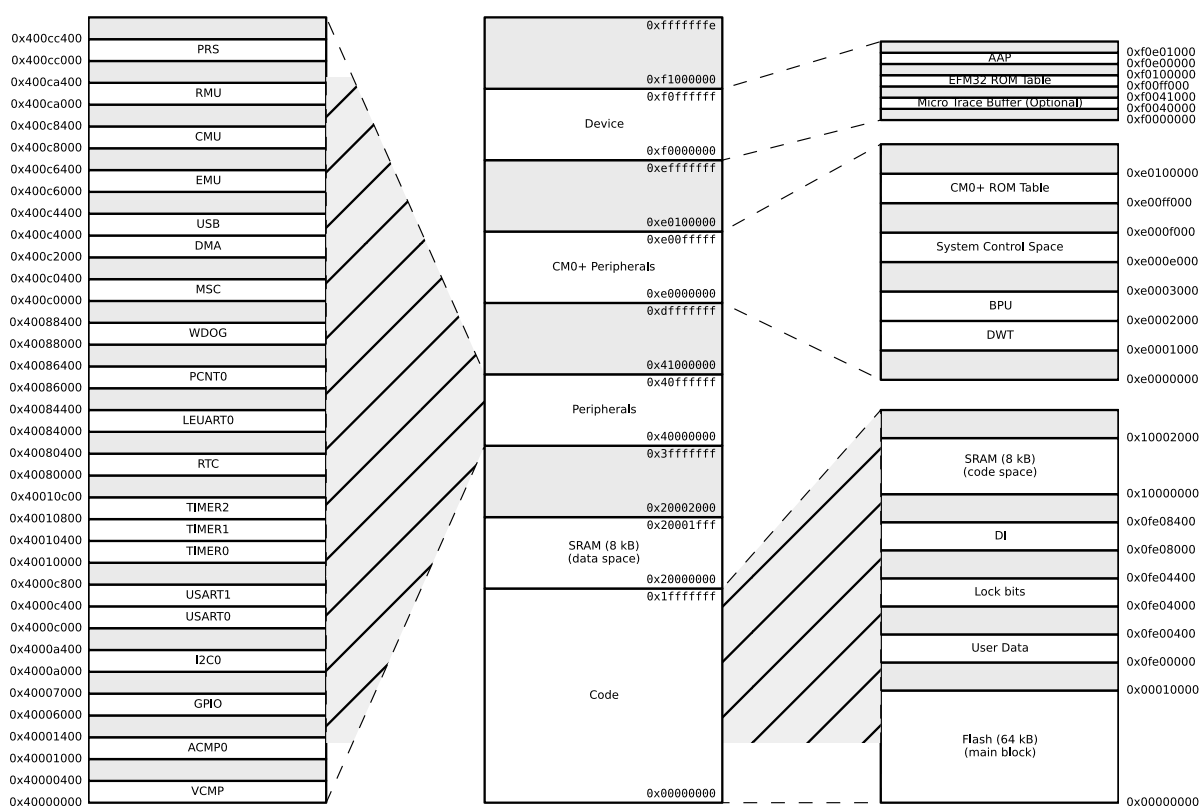 0x400cc400
PRS
0x400cc000
0x400ca400
RMU
0x400ca000
0x400c8400
CMU
0x400c8000
0x400c6400
EMU
0x400c6000
0x400c4400
USB
0x400c4000
DMA
0x400c2000
0x400c0400
MSC
0x400c0000
0x40088400
WDOG
0x40088000
0x40086400
PCNT0
0x40086000
0x40084400
LEUART0
0x40084000
0x40080400
RTC
0x40080000
0x40010c00
TIMER2
0x40010800
TIMER1
0x40010400
TIMER0
0x40010000
0x4000c800
USART1
0x4000c400
USART0
0x4000c000
0x4000a400
I2C0
0x4000a000
0x40007000
GPIO
0x40006000
0x40001400
ACMP0
0x40001000
0x40000400
VCMP
0x40000000
0xfffffffe
0xf1000000
0xf0ffffff
Device
0xf0000000
0xefffffff
0xe0100000
0xe00fffff
CM0+ Peripherals
0xe0000000
0xdfffffff
0x41000000
0x40ffffff
Peripherals
0x40000000
0x3fffffff
0x20002000
0x20001fff
SRAM (8 kB)
(data space)
0x20000000
0x1fffffff
Code
0x00000000
0xf0e01000
AAP
0xf0e00000
0xf0100000
EFM32 ROM Table
0xf00ff000
0xf0041000
Micro Trace Buffer (Optional)
0xf0040000
0xf0000000
0xe0100000
CM0+ ROM Table
0xe00ff000
0xe000f000
System Control Space
0xe000e000
0xe0003000
BPU
0xe0002000
DWT
0xe0001000
0xe0000000
0x10002000
SRAM (8 kB)
(code space)
0x10000000
0x0fe08400
DI
0x0fe08000
0x0fe04400
Lock bits
0x0fe04000
0x0fe00400
User Data
0x0fe00000
0x00010000
Flash (64 kB)
(main block)
0x00000000